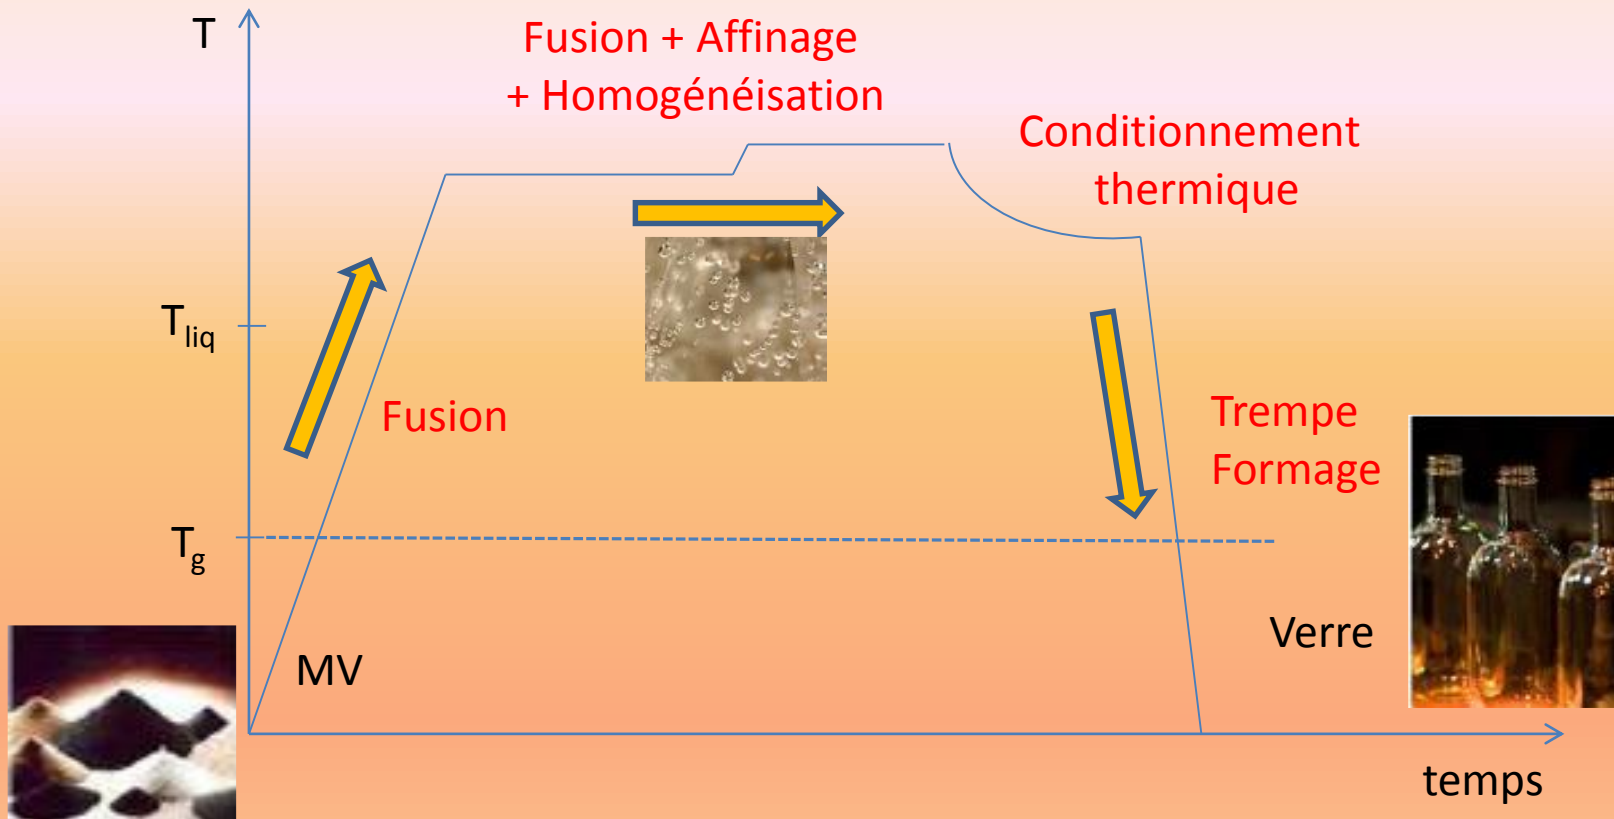 T
Fusion + Affinage
+ Homogénéisation
Conditionnement
thermique
Tliq
Fusion
Trempe
Formage
Tg
Verre
MV
temps